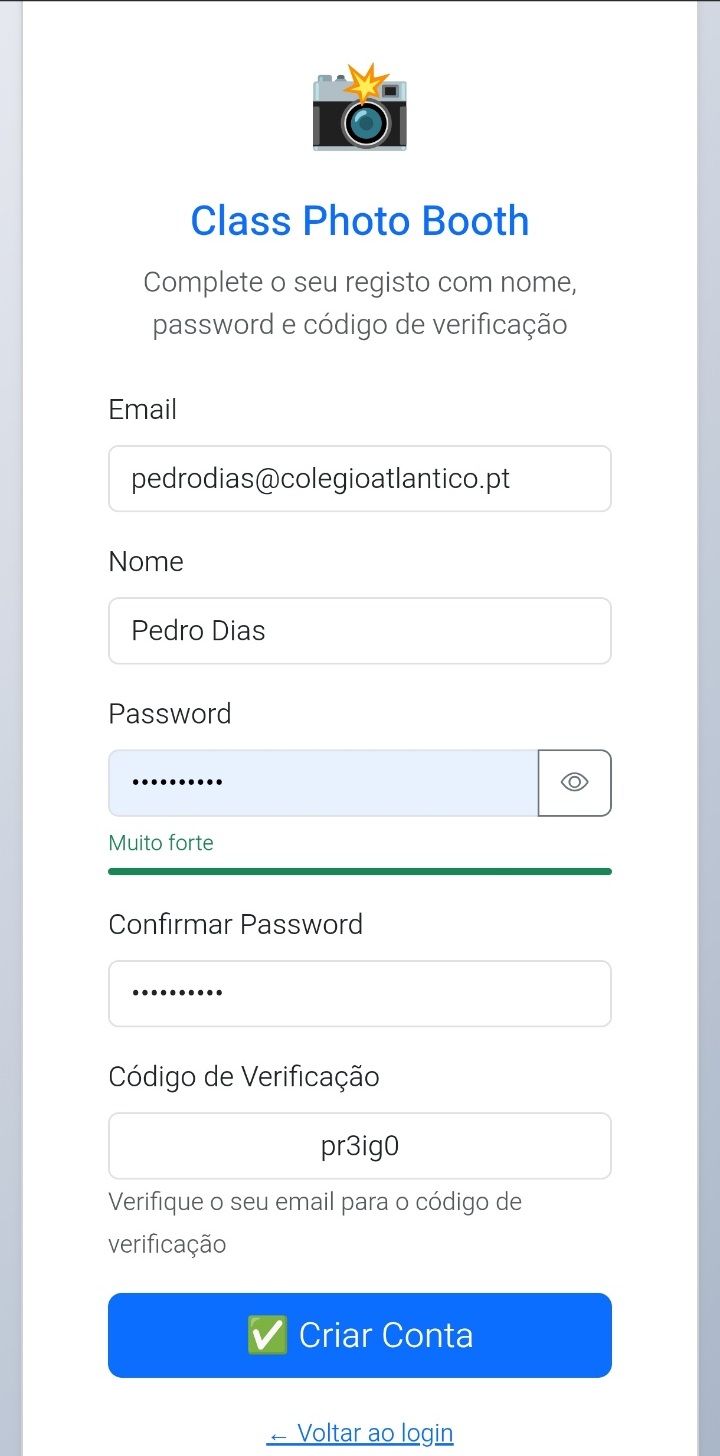 Class Photo Booth
Complete o seu registo com nome,
password e código de verificação
Email
pedrodias@colegioatlantico.pt
Nome
Pedro Dias
Password
••••••••••
Muito forte
Confirmar Password
••••••••••
Código de Verificação
pr3ig0
Verifique o seu email para o código de
verificação
✅ Criar Conta
← Voltar ao login